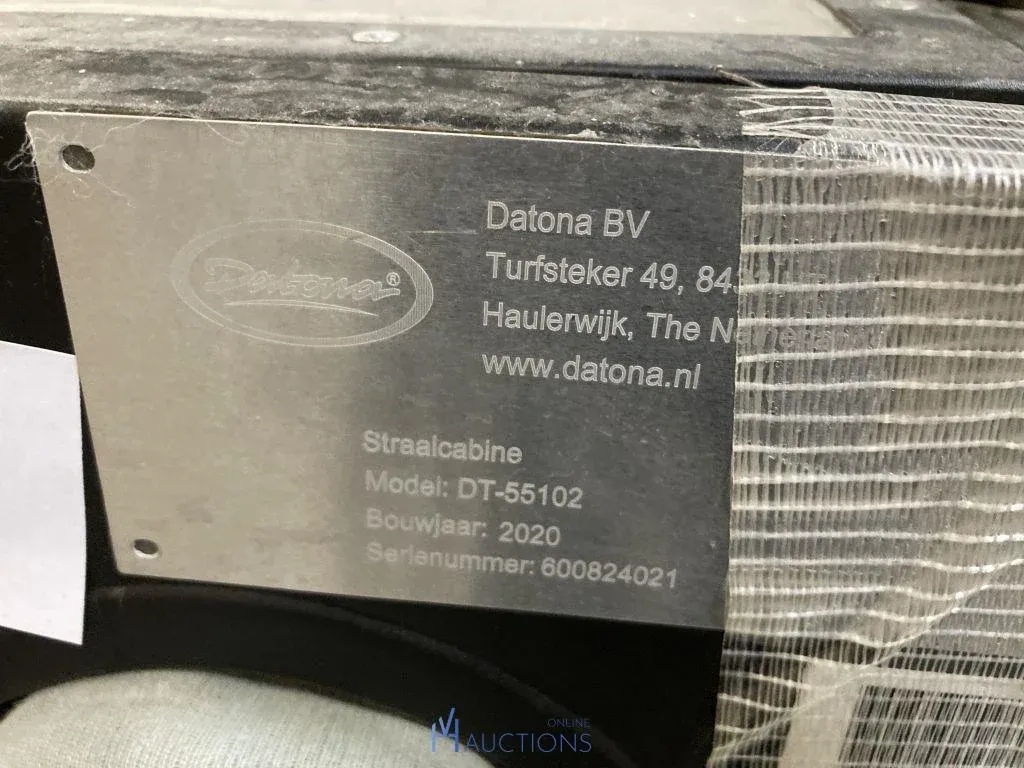 Datona®
Datona BV
Turfsteker 49, 84
Haulerwijk, The
www.datona.nl
Straalcabine
Model: DT-55102
Bouwjaar: 2020
Serienummer: 600824021
ONLINE
AUCTIONS